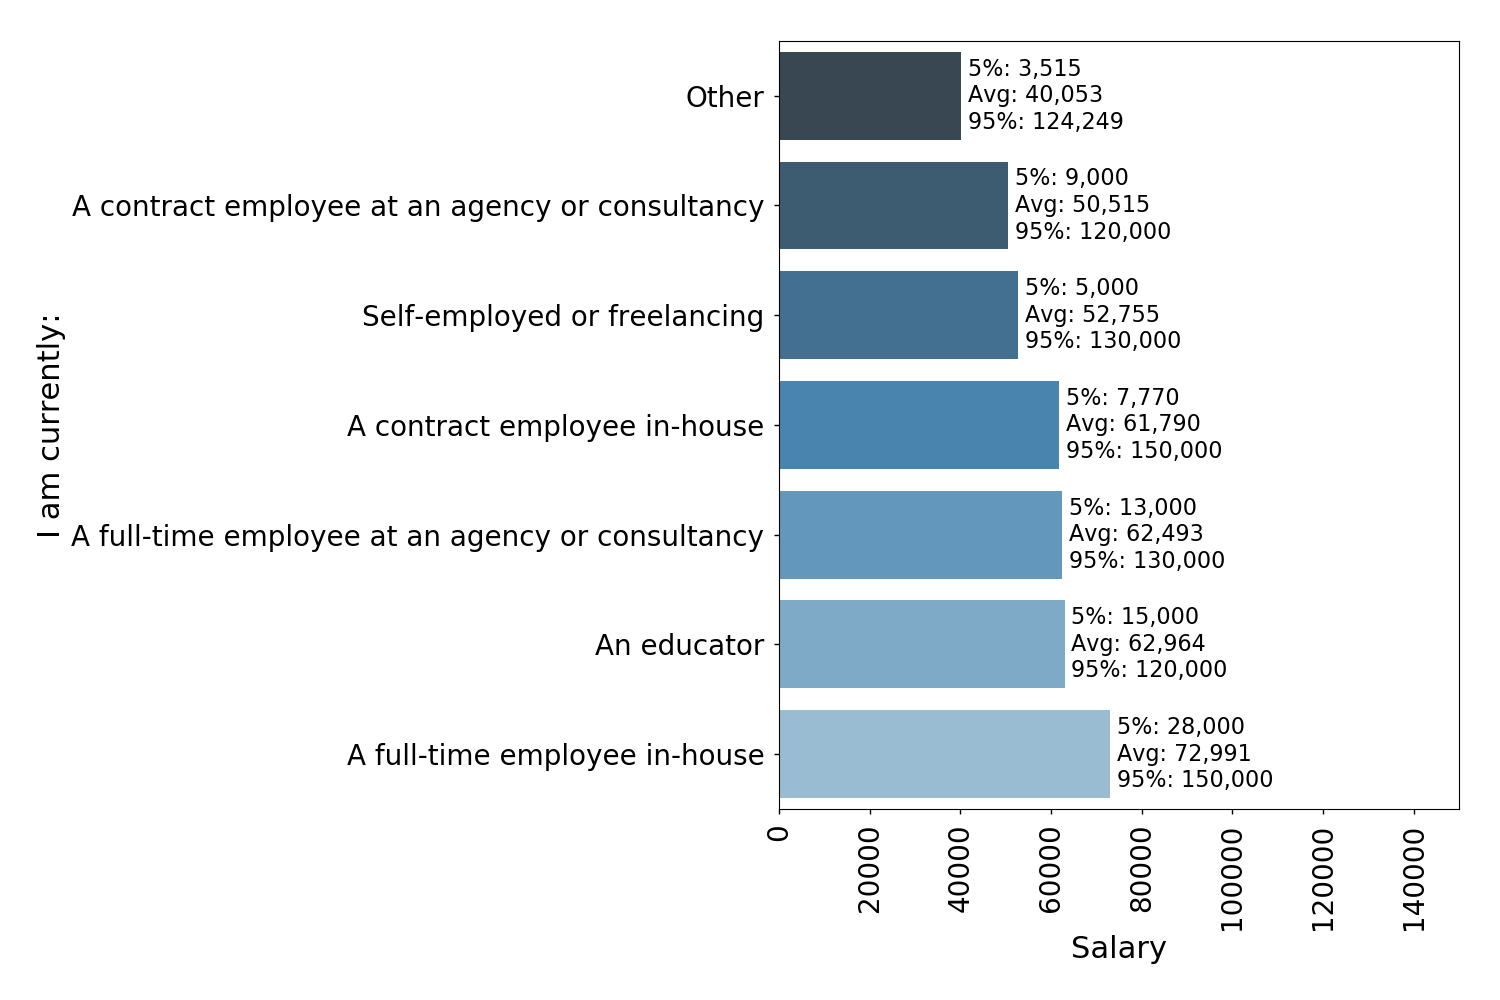 I am currently:
Other
5%: 3,515
Avg: 40,053
95%: 124,249
A contract employee at an agency or consultancy
5%: 9,000
Avg: 50,515
95%: 120,000
Self-employed or freelancing
5%: 5,000
Avg: 52,755
95%: 130,000
A contract employee in-house
5%: 7,770
Avg: 61,790
95%: 150,000
A full-time employee at an agency or consultancy
5%: 13,000
Avg: 62,493
95%: 130,000
An educator
5%: 15,000
Avg: 62,964
95%: 120,000
A full-time employee in-house
5%: 28,000
Avg: 72,991
95%: 150,000
0
20000
40000
60000
80000
100000
120000
140000
Salary